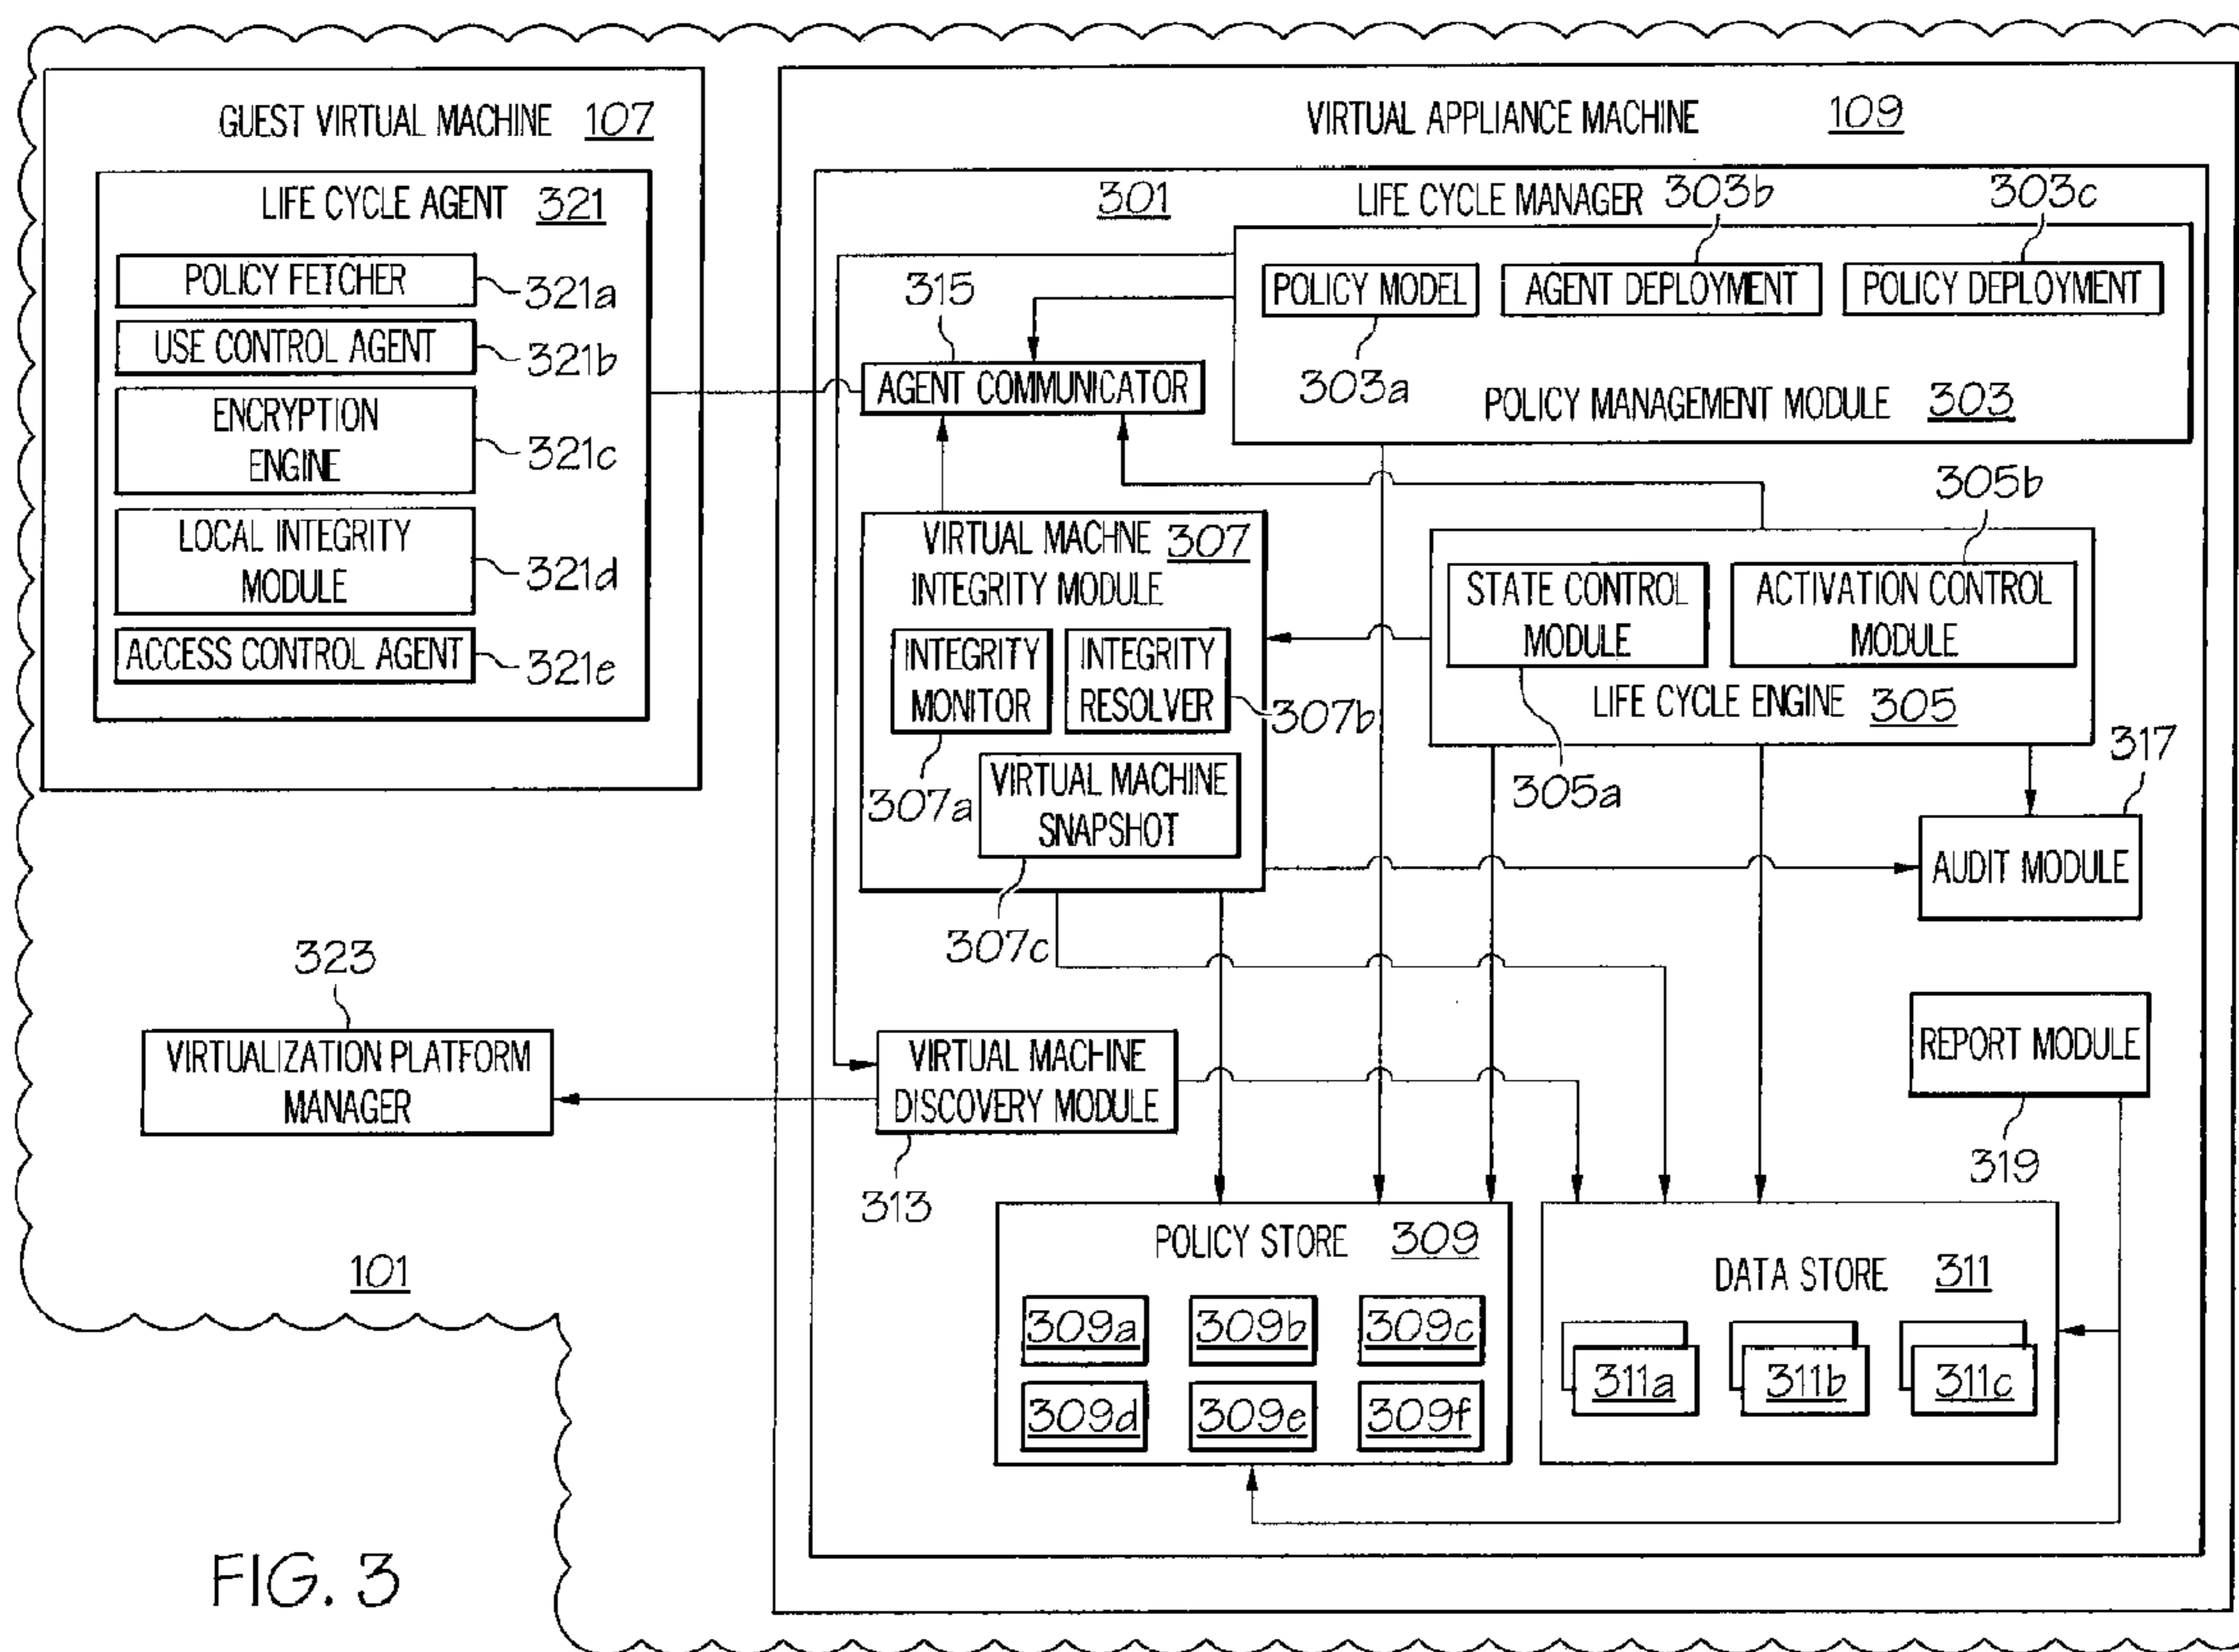 GUEST VIRTUAL MACHINE 107
LIFE CYCLE AGENT 321
POLICY FETCHER
321a
USE CONTROL AGENT
321b
ENCRYPTION
ENGINE
321c
LOCAL INTEGRITY
MODULE
321d
ACCESS CONTROL AGENT
321e
323
VIRTUALIZATION PLATFORM
MANAGER
101
FIG. 3
VIRTUAL APPLIANCE MACHINE 109
301 LIFE CYCLE MANAGER
303b
303c
POLICY MODEL
AGENT DEPLOYMENT
POLICY DEPLOYMENT
303a
POLICY MANAGEMENT MODULE 303
315
AGENT COMMUNICATOR
VIRTUAL MACHNE 307
INTEGRITY MODULE
INTEGRITY
MONITOR
307a
INTEGRITY
RESOLVER
307b
VIRTUAL MACHINE
SNAPSHOT
307c
305b
STATE CONTROL
MODULE
ACTIVATION CONTROL
MODULE
LIFE CYCLE ENGINE 305
305a
317
AUDIT MODULE
REPORT MODULE
319
VIRTUAL MACHINE
DISCOVERY MODULE
313
POLICY STORE 309
309a 309b 309c
309d 309e 309f
DATA STORE 311
311a 311b 311c